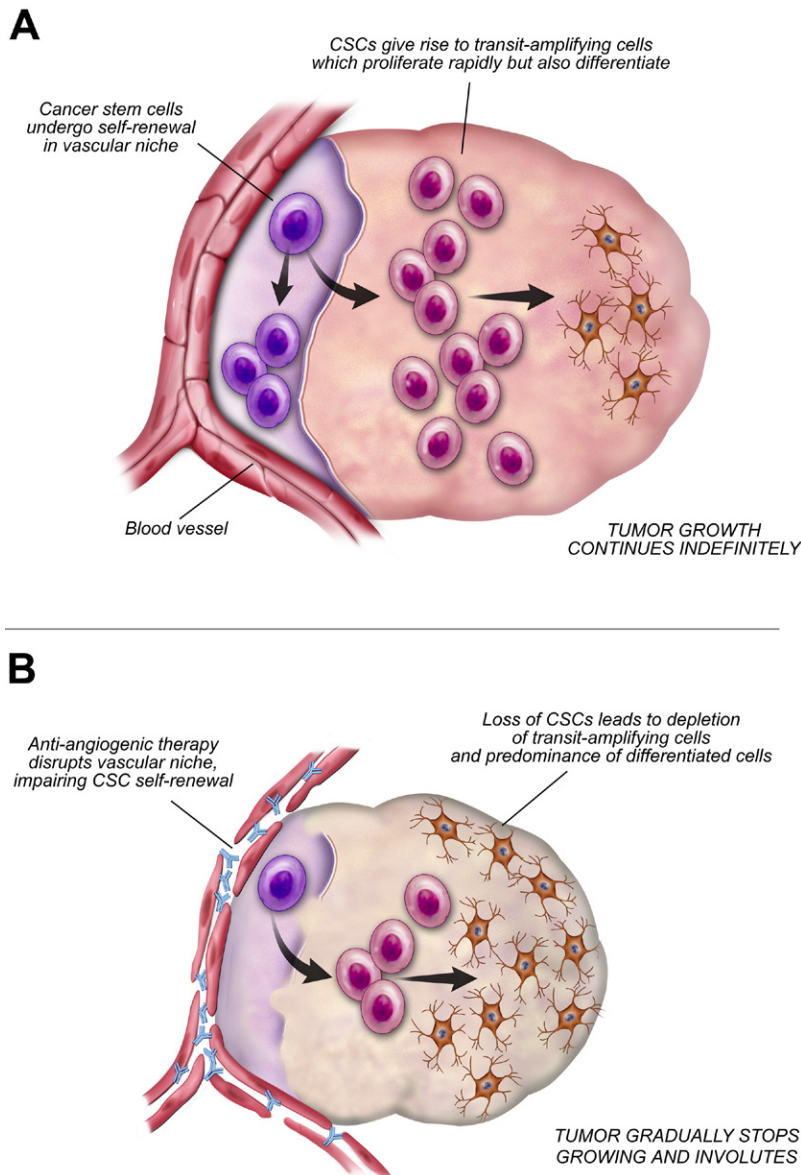 A
CSCs give rise to transit-amplifying cells
which proliferate rapidly but also differentiate
Cancer stem cells
undergo self-renewal
in vascular niche
Blood vessel
TUMOR GROWTH
CONTINUES INDEFINITELY
B
Anti-angiogenic therapy
disrupts vascular niche,
impairing CSC self-renewal
Loss of CSCs leads to depletion
of transit-amplifying cells
and predominance of differentiated cells
TUMOR GRADUALLY STOPS
GROWING AND INVOLUTES